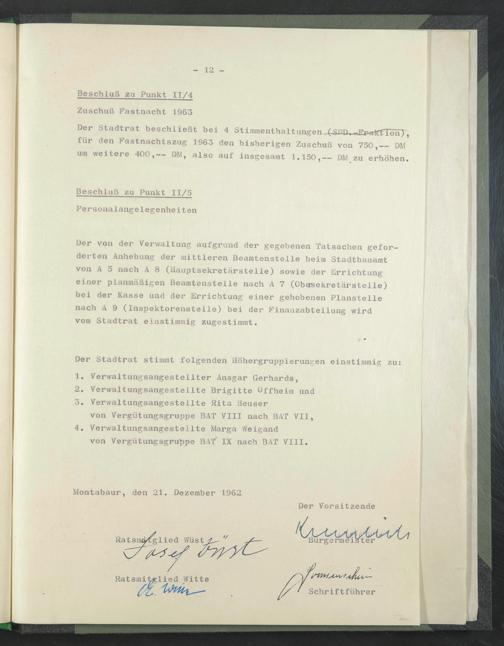 - 12 -
Beschluß zu Punkt II/4
Zuschuß Fastnacht 1963
Der Stadtrat beschließt bei 4 Stimmenthaltungen (SPD.-Fraktion),
für den Fastnachtszug 1963 den bisherigen Zuschuß von 750,-- DM
um weitere 400,-- DM, also auf insgesamt 1.150,-- DM zu erhöhen.
Beschluß zu Punkt II/5
Personalangelegenheiten
Der von der Verwaltung aufgrund der gegebenen Tatsachen gefor-
derten Anhebung der mittleren Beamtenstelle beim Stadtbauamt
von A 5 nach A 8 (Hauptsekretärstelle) sowie der Errichtung
einer planmäßigen Beamtenstelle nach A 7 (Obersekretärstelle)
bei der Kasse und der Errichtung einer gehobenen Planstelle
nach A 9 (Inspektorenstelle) bei der Finanzabteilung wird
vom Stadtrat einstimmig zugestimmt.
Der Stadtrat stimmt folgenden Höhergruppierungen einstimmig zu:
1. Verwaltungsangestellter Ansgar Gerhards,
2. Verwaltungsangestellte Brigitte Offheim und
3. Verwaltungsangestellte Rita Heuser
von Vergütungsgruppe BAT VIII nach BAT VII,
4. Verwaltungsangestellte Marga Weigand
von Vergütungsgruppe BAT IX nach BAT VIII.
Montabaur, den 21. Dezember 1962
Der Vorsitzende
Ratsmitglied Wüst
Bürgermeister
Josef Wüst
Ratsmitglied Witte
Schriftführer